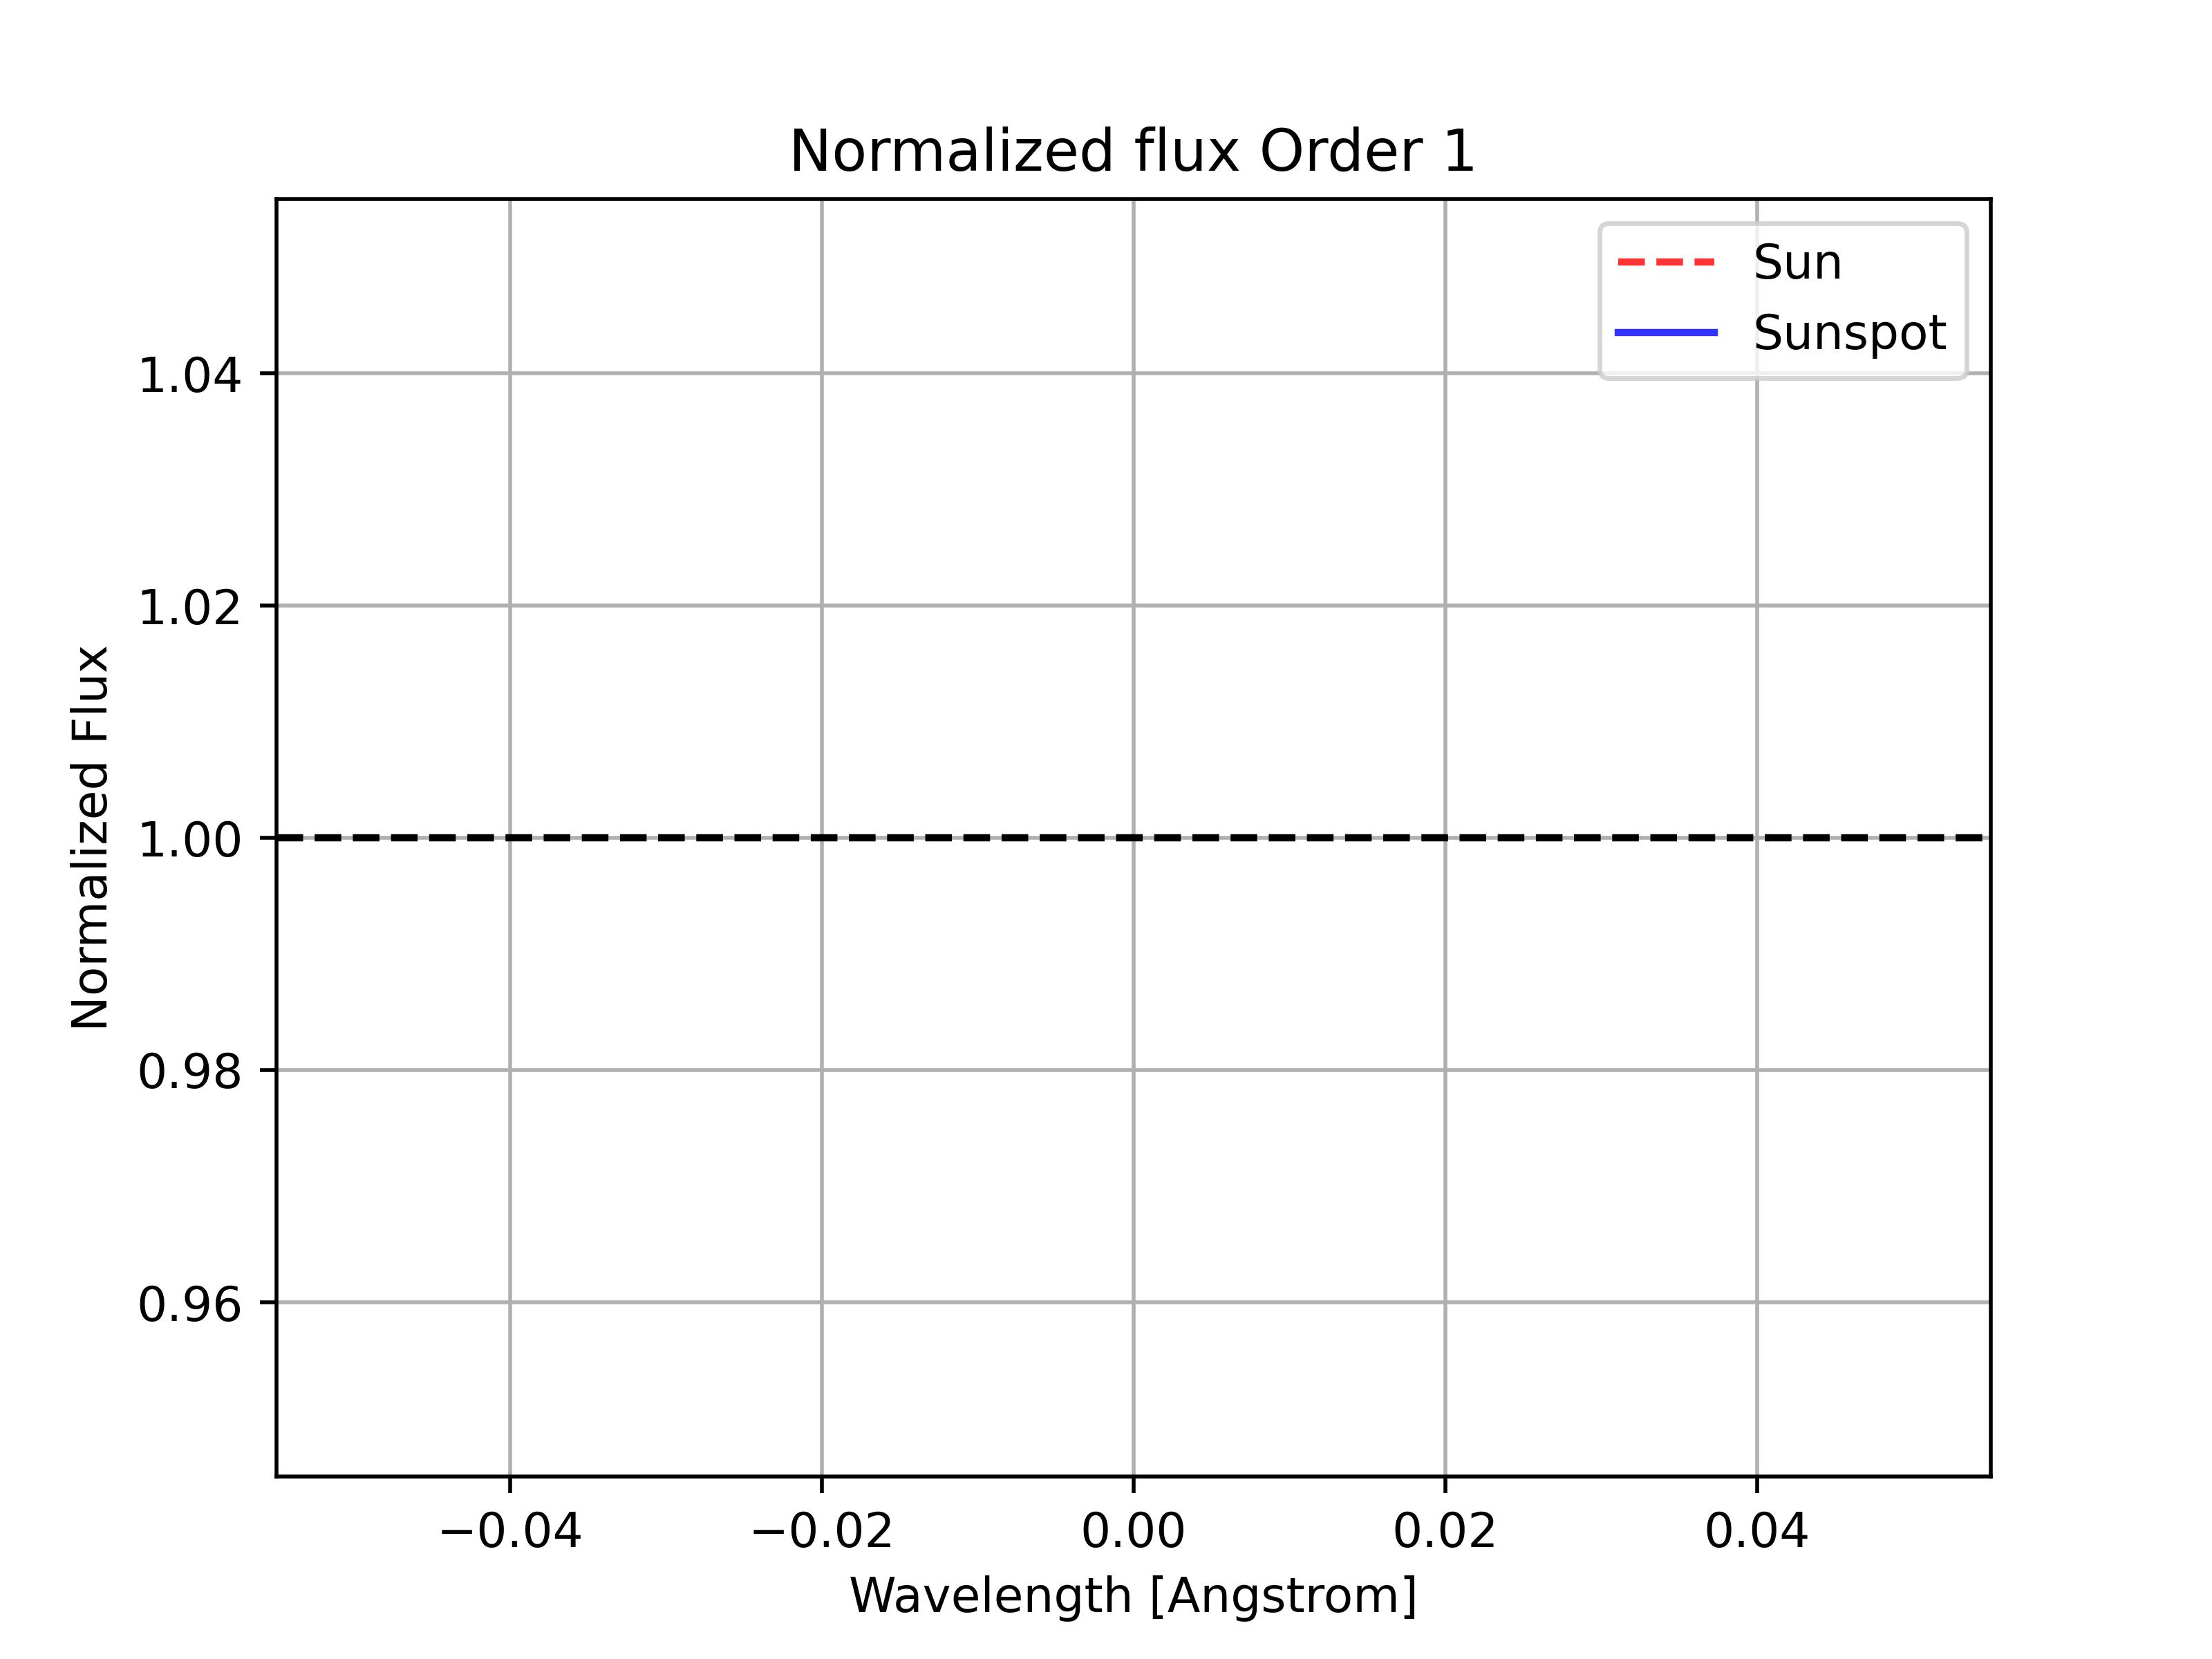 Normalized flux Order 1
Sun
Sunspot
1.04
1.02
1.00
0.98
0.96
Normalized Flux
−0.04
−0.02
0.00
0.02
0.04
Wavelength [Angstrom]